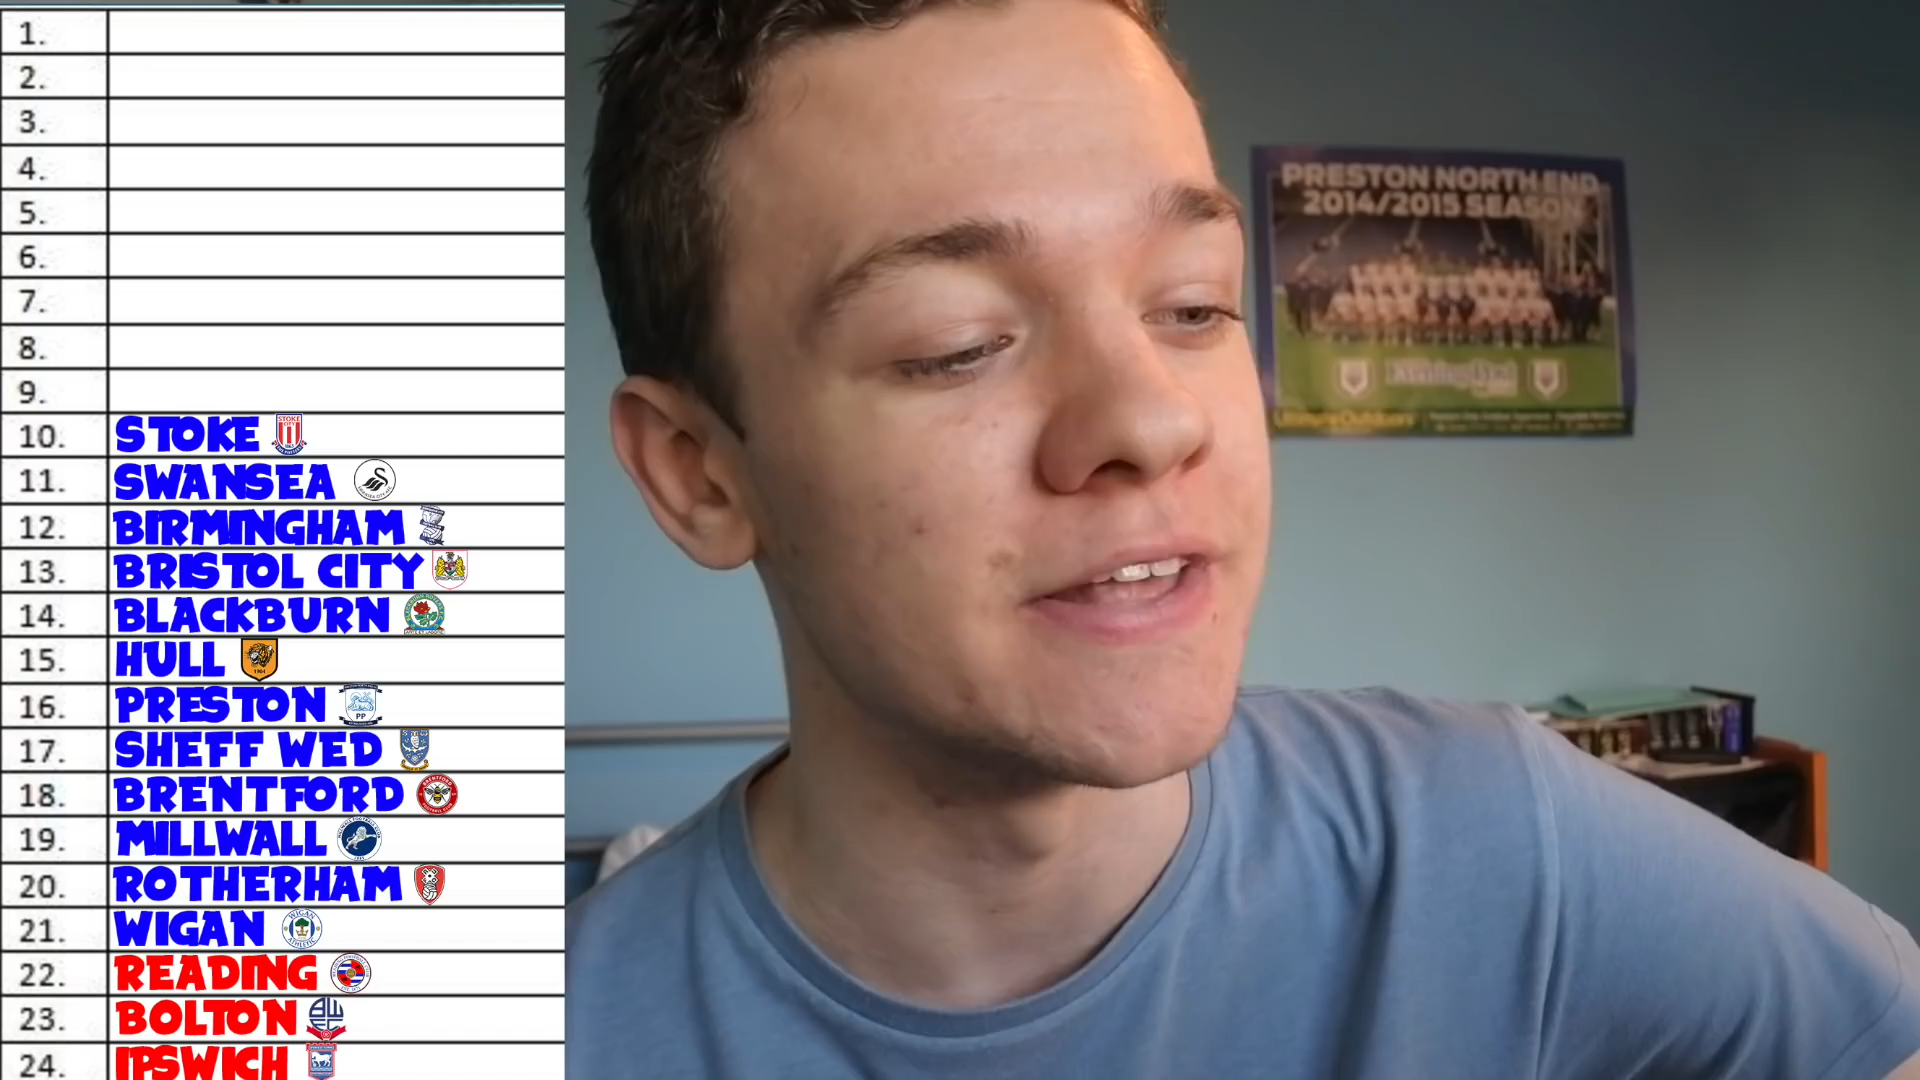 1.
2.
3.
4.
5.
6.
7.
8.
9.
10. STOKE
11. SWANSEA
12. BIRMINGHAM
13. BRISTOL CITY
14. BLACKBURN
15. HULL
16. PRESTON
17. SHEFF WED
18. BRENTFORD
19. MILLWALL
20. ROTHERHAM
21. WIGAN
22. READING
23. BOLTON
24. IPSWICH
PRESTON NORTH END
2014/2015 SEASON